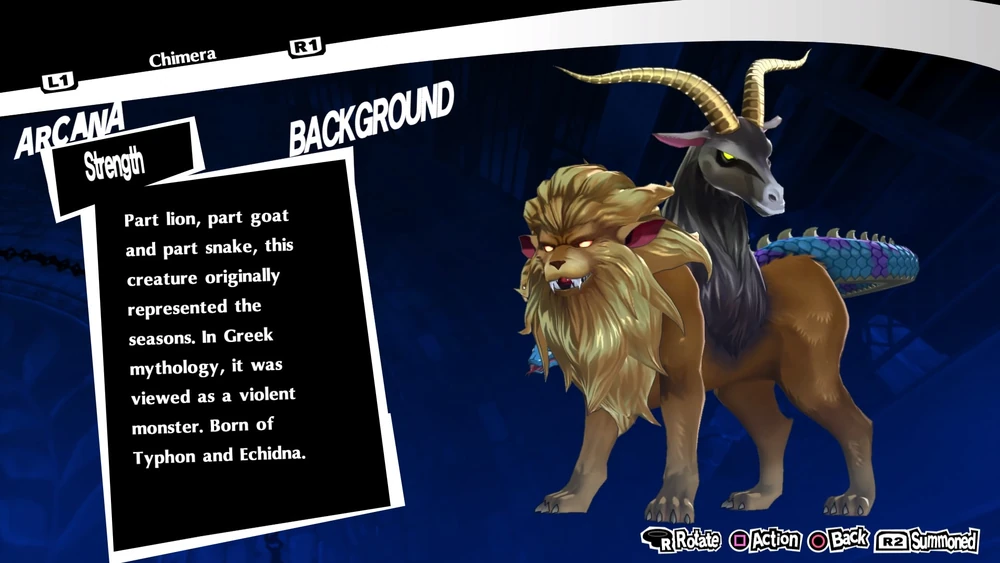 Chimera
L1
R1
ARCANA
Strength
BACKGROUND
Part lion, part goat
and part snake, this
creature originally
represented the
seasons. In Greek
mythology, it was
viewed as a violent
monster. Born of
Typhon and Echidna.
R Rotate Action Back R2 Summoned